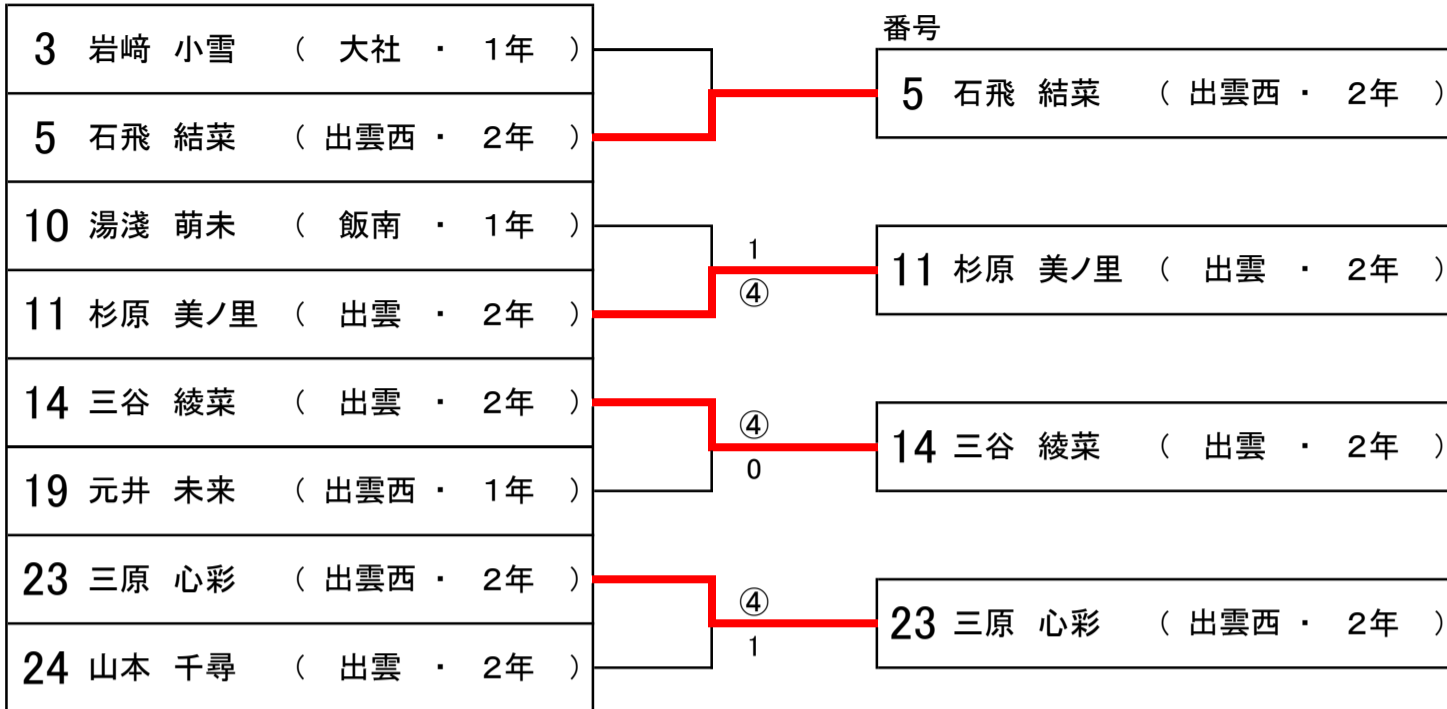 3 岩﨑 小雪 （ 大社 ・ 1年 ）
5 石飛 結菜 （ 出雲西 ・ 2年 ）
10 湯淺 萌未 （ 飯南 ・ 1年 ）
11 杉原 美ノ里 （ 出雲 ・ 2年 ）
14 三谷 綾菜 （ 出雲 ・ 2年 ）
19 元井 未来 （ 出雲西 ・ 1年 ）
23 三原 心彩 （ 出雲西 ・ 2年 ）
24 山本 千尋 （ 出雲 ・ 2年 ）
1
④
④
0
④
1
番号
5 石飛 結菜 （ 出雲西 ・ 2年 ）
11 杉原 美ノ里 （ 出雲 ・ 2年 ）
14 三谷 綾菜 （ 出雲 ・ 2年 ）
23 三原 心彩 （ 出雲西 ・ 2年 ）